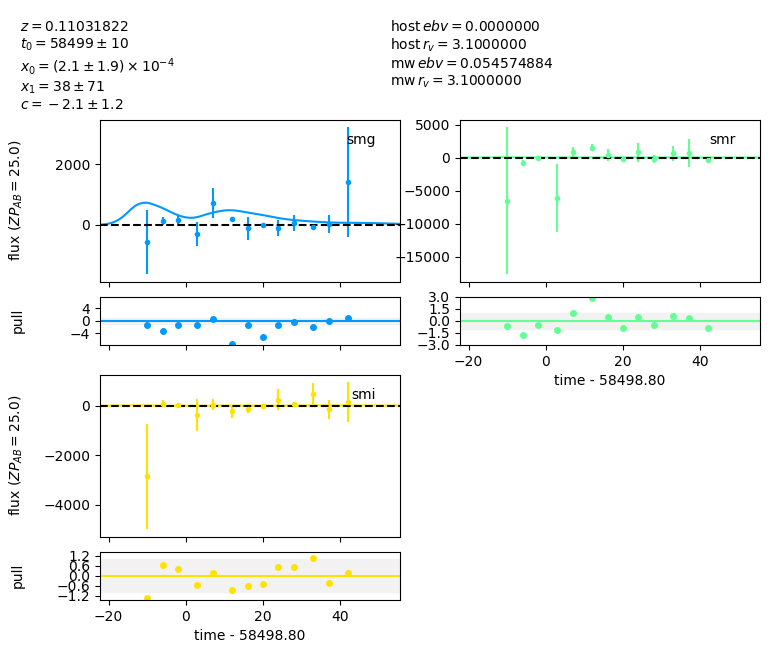 z = 0.11031822
t₀ = 58499 ± 10
x₀ = (2.1 ± 1.9) × 10⁻⁴
x₁ = 38 ± 71
c = −2.1 ± 1.2
host ebv = 0.0000000
host r_v = 3.1000000
mw ebv = 0.054574884
mw r_v = 3.1000000
smg
2000
0
flux (ZP_AB = 25.0)
4
0
−4
pull
smr
5000
0
−5000
−10000
−15000
3.0
1.5
0.0
−1.5
−3.0
−20 0 20 40
time - 58498.80
smi
0
−2000
−4000
flux (ZP_AB = 25.0)
1.2
0.6
0.0
−0.6
−1.2
pull
−20 0 20 40
time - 58498.80